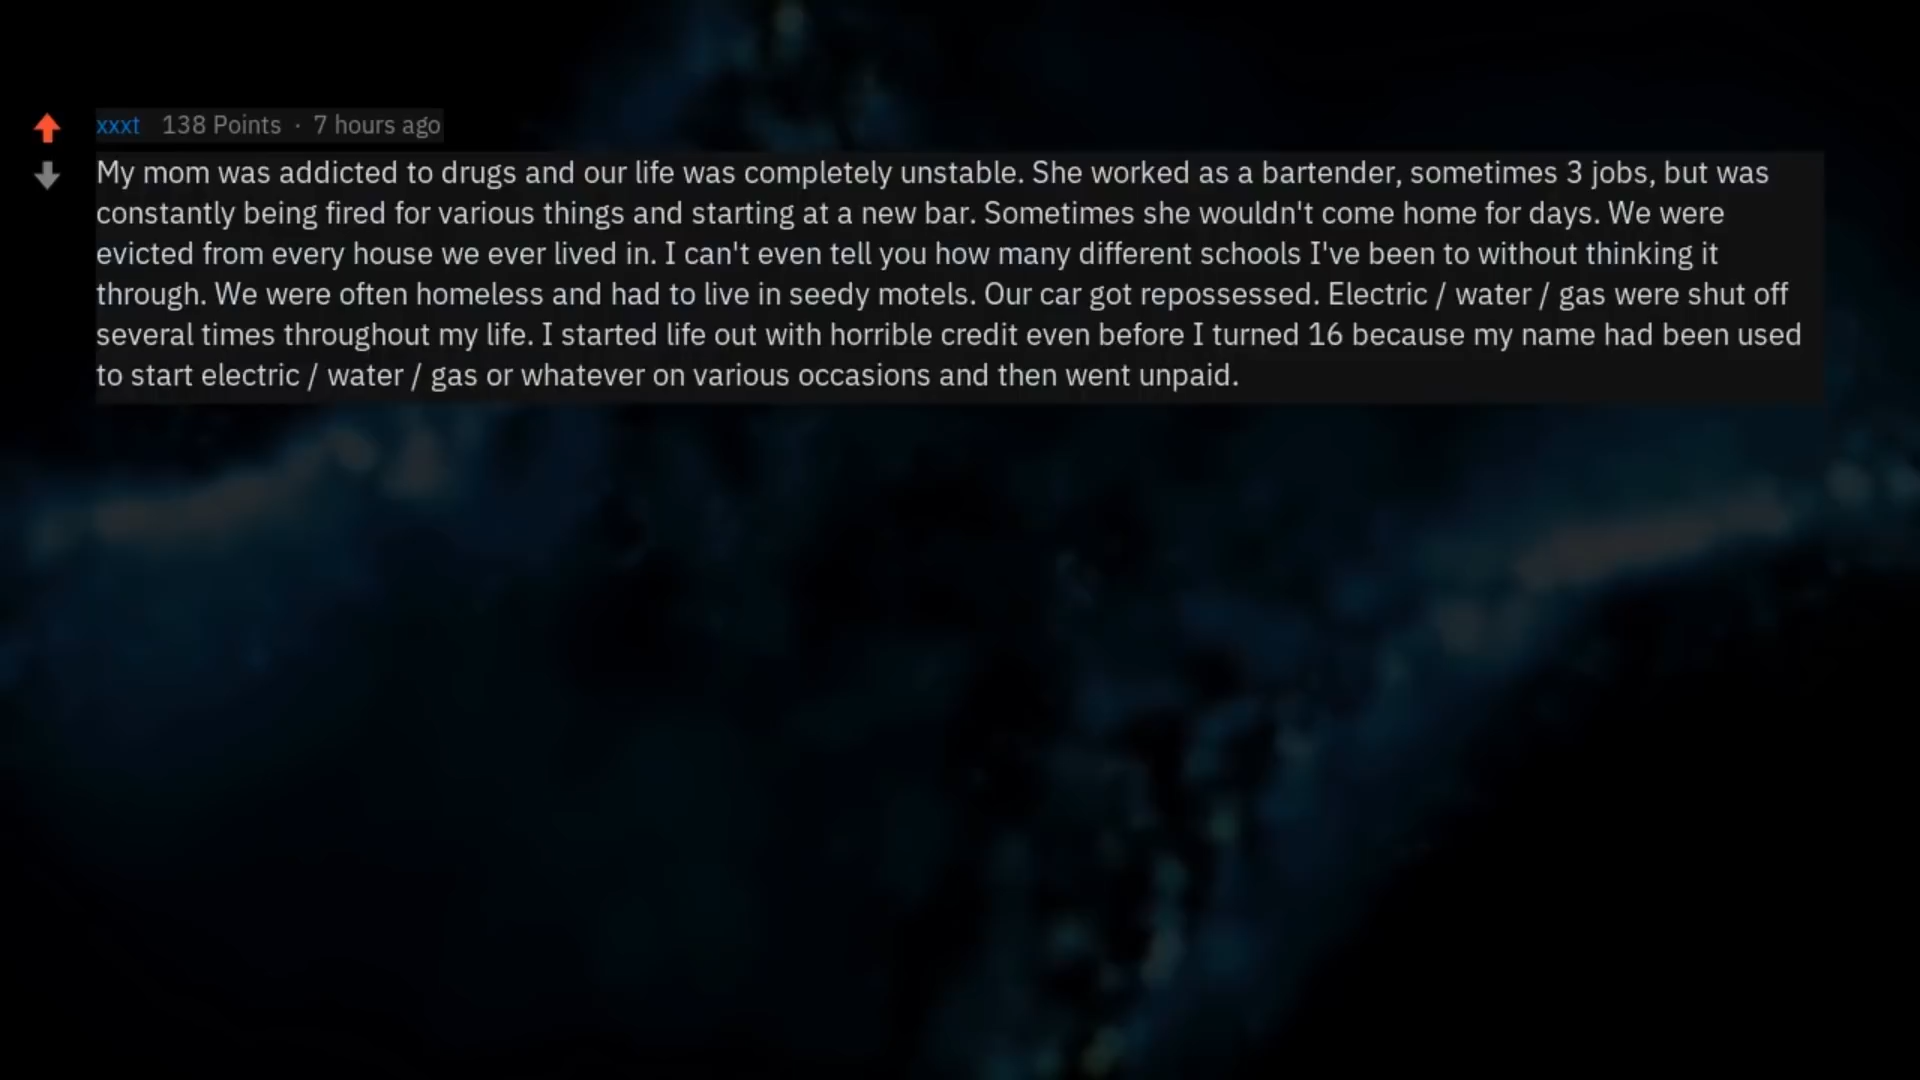 xxxt 138 Points · 7 hours ago
My mom was addicted to drugs and our life was completely unstable. She worked as a bartender, sometimes 3 jobs, but was
constantly being fired for various things and starting at a new bar. Sometimes she wouldn't come home for days. We were
evicted from every house we ever lived in. I can't even tell you how many different schools I've been to without thinking it
through. We were often homeless and had to live in seedy motels. Our car got repossessed. Electric / water / gas were shut off
several times throughout my life. I started life out with horrible credit even before I turned 16 because my name had been used
to start electric / water / gas or whatever on various occasions and then went unpaid.